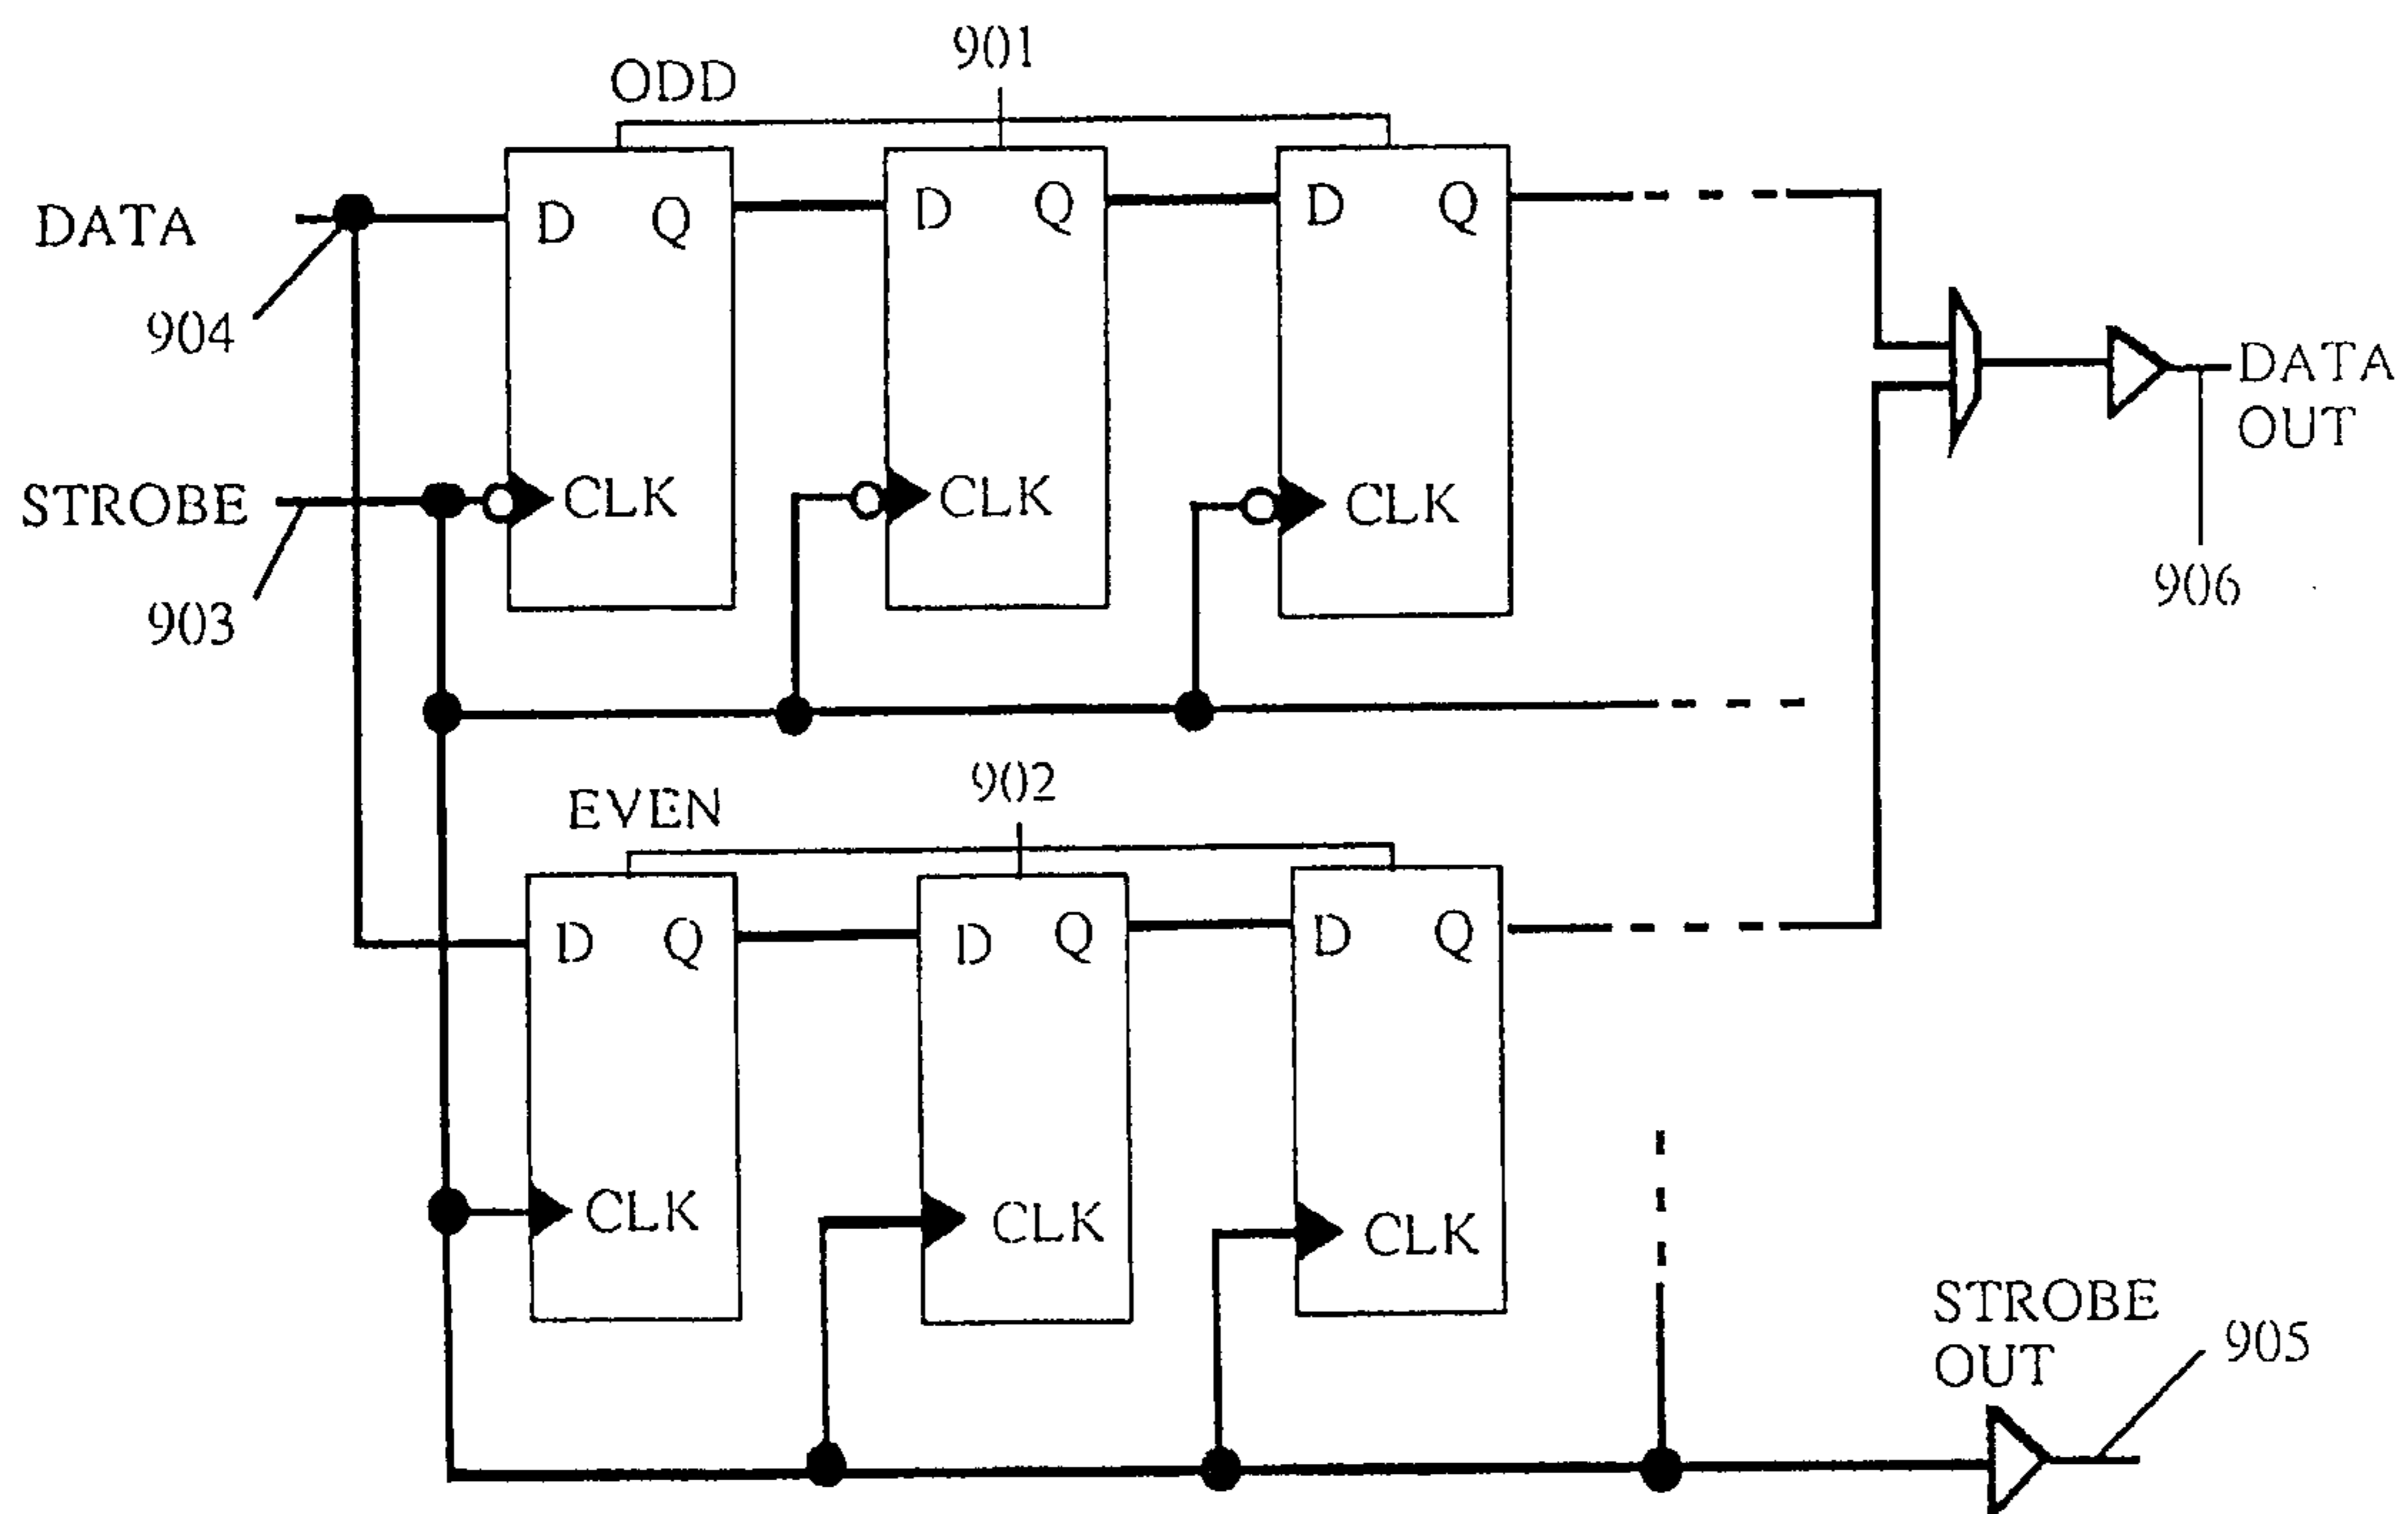 901
ODD
D Q
D Q
D Q
DATA
904
DATA
OUT
STROBE
CLK
CLK
CLK
903
906
902
EVEN
D Q
D Q
D Q
CLK
CLK
CLK
STROBE
OUT
905